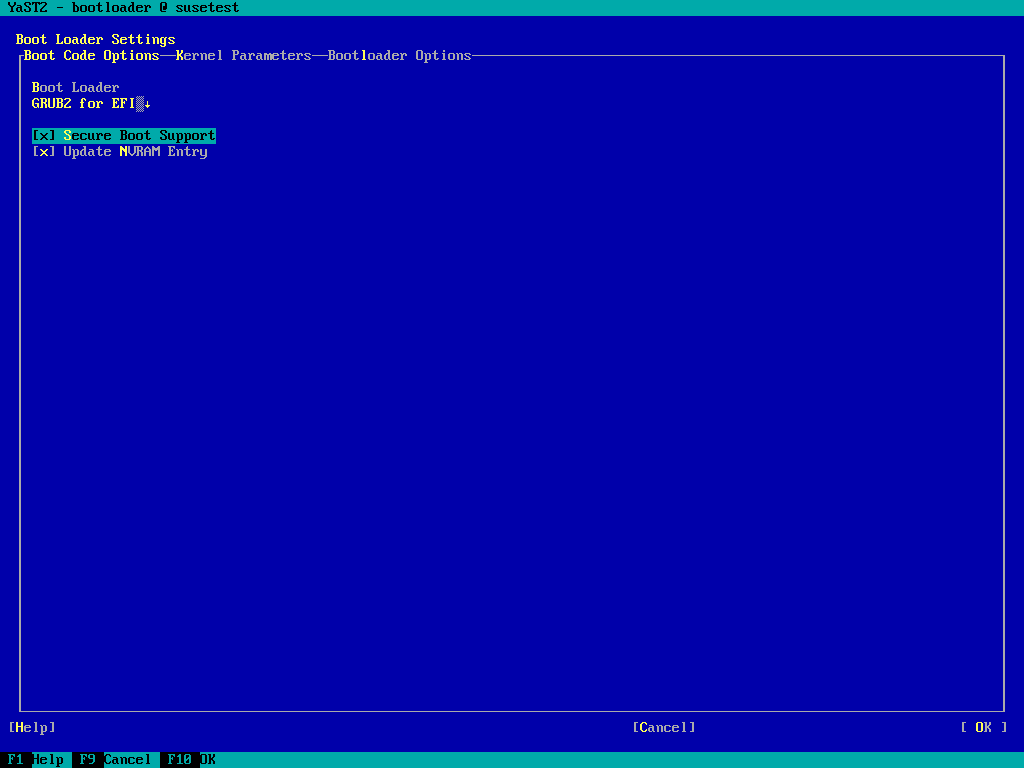 YaST2 - bootloader @ susetest
Boot Loader Settings
Boot Code Options Kernel Parameters Bootloader Options
Boot Loader
GRUB2 for EFI↓
[x] Secure Boot Support
[x] Update NVRAM Entry
[Help] [Cancel] [ OK ]
F1 Help F9 Cancel F10 OK